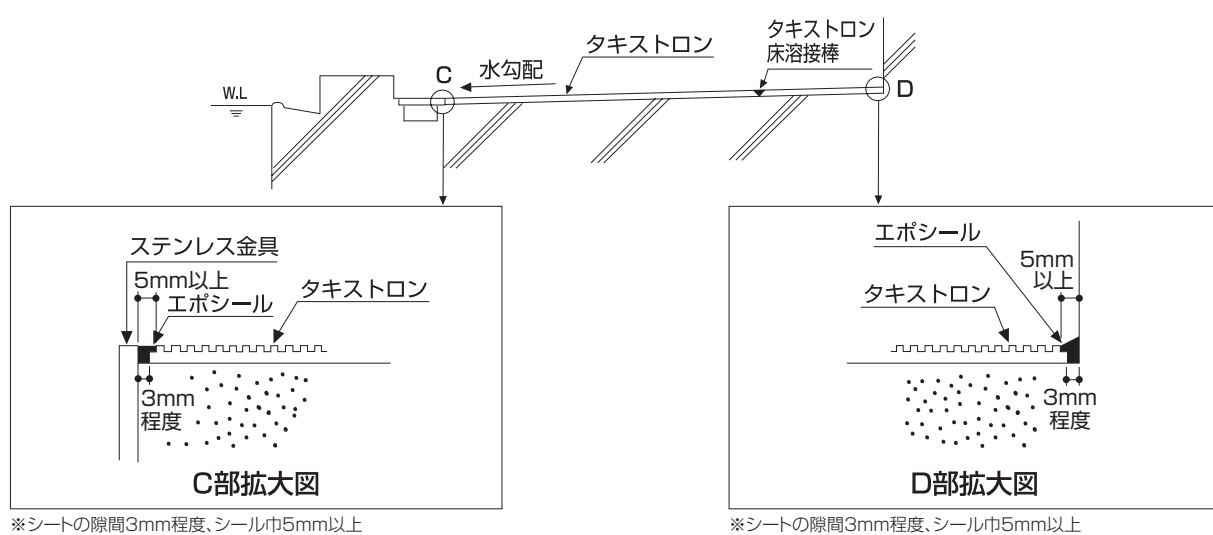 タキストロン
床溶接棒
タキストロン
水勾配
C
D
W.L
ステンレス金具
5mm以上
エポシール
タキストロン
3mm
程度
C部拡大図
※シートの隙間3mm程度、シール巾5mm以上
エポシール
5mm
以上
タキストロン
3mm
程度
D部拡大図
※シートの隙間3mm程度、シール巾5mm以上